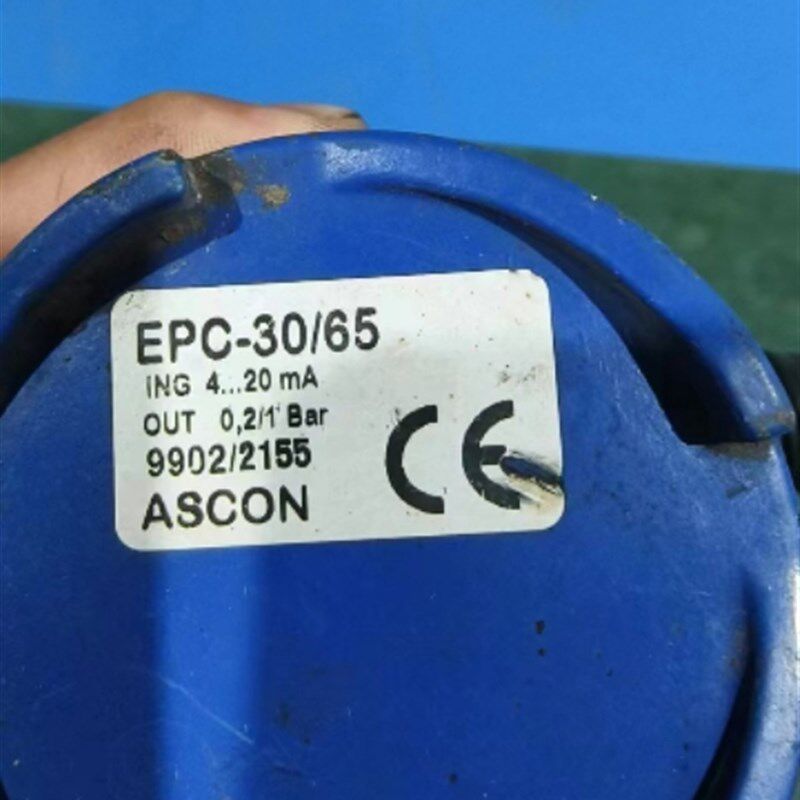 EPC-30/65
ING 4...20 mA
OUT 0,2/1 Bar
9902/2155
ASCON
CE